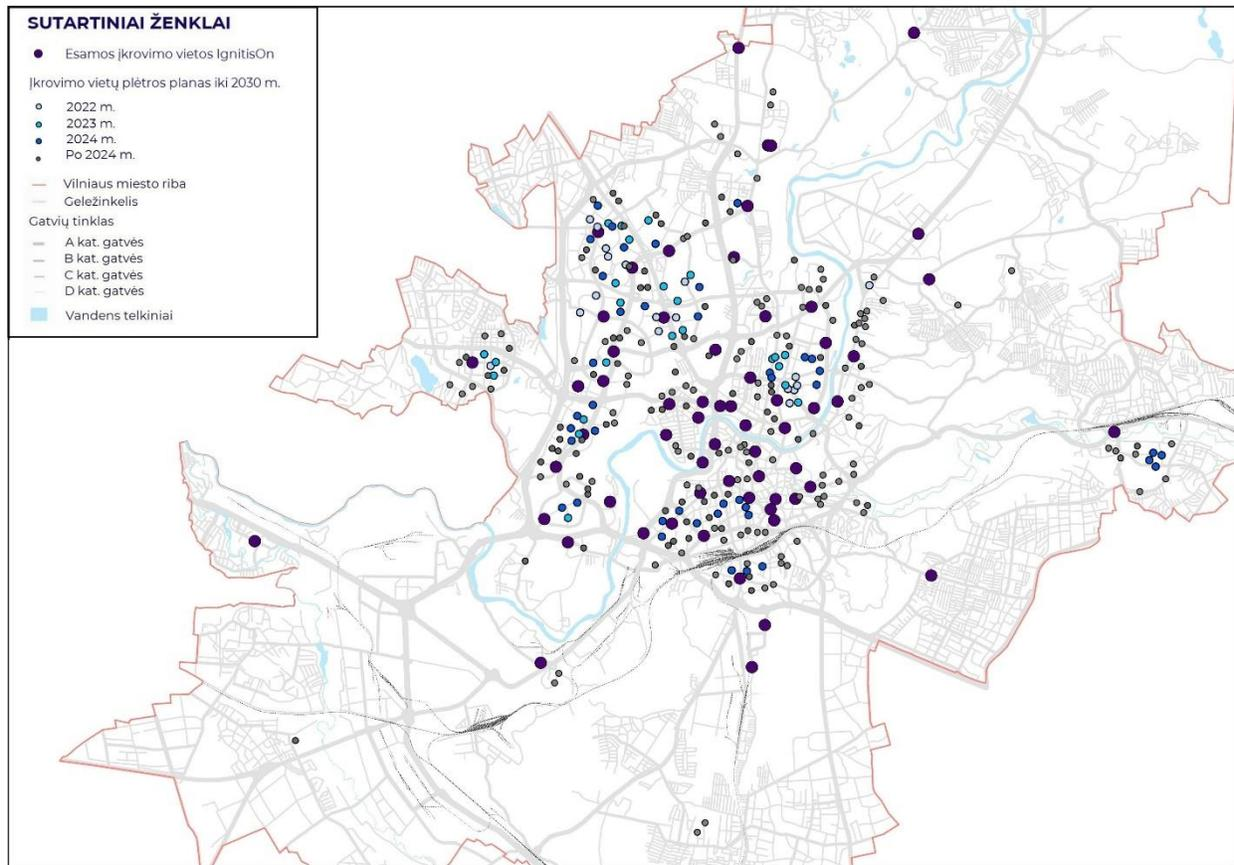 SUTARTINIAI ŽENKLAI
Esamos įkrovimo vietos IgnitisOn
Įkrovimo vietų plėtros planas iki 2030 m.
2022 m.
2023 m.
2024 m.
Po 2024 m.
Vilniaus miesto riba
Geležinkelis
Gatvių tinklas
A kat. gatvės
B kat. gatvės
C kat. gatvės
D kat. gatvės
Vandens telkiniai